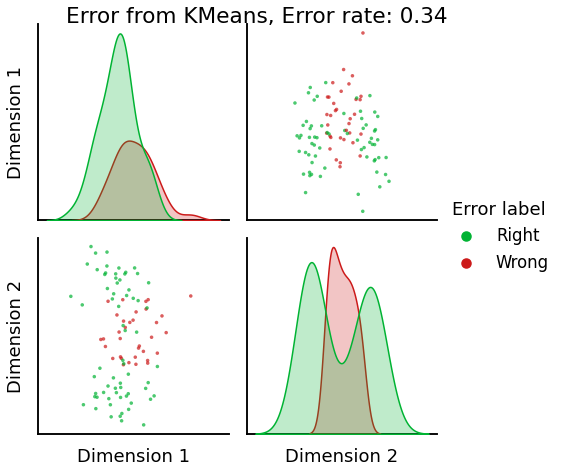 Error from KMeans, Error rate: 0.34
Dimension 1
Dimension 2
Dimension 1
Dimension 2
Error label
Right
Wrong